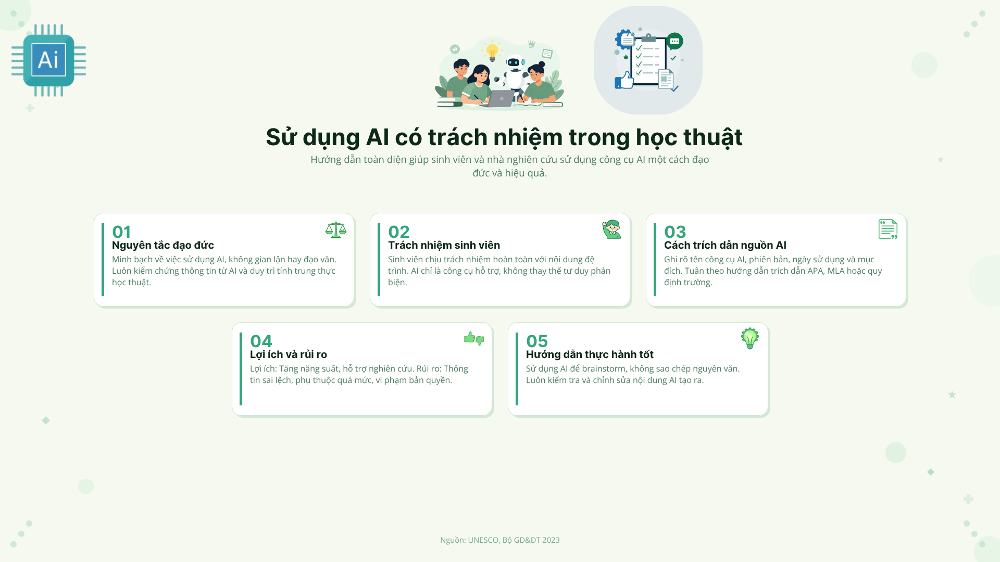 Ai
Sử dụng AI có trách nhiệm trong học thuật
Hướng dẫn toàn diện giúp sinh viên và nhà nghiên cứu sử dụng công cụ AI một cách đạo
đức và hiệu quả.
01
Nguyên tắc đạo đức
Minh bạch về việc sử dụng AI, không gian lận hay đạo văn.
Luôn kiểm chứng thông tin từ AI và duy trì tính trung thực
học thuật.
02
Trách nhiệm sinh viên
Sinh viên chịu trách nhiệm hoàn toàn với nội dung đệ
trình. AI chỉ là công cụ hỗ trợ, không thay thế tư duy phản
biện.
03
Cách trích dẫn nguồn AI
Ghi rõ tên công cụ AI, phiên bản, ngày sử dụng và mục
đích. Tuân theo hướng dẫn trích dẫn APA, MLA hoặc quy
định trường.
04
Lợi ích và rủi ro
Lợi ích: Tăng năng suất, hỗ trợ nghiên cứu. Rủi ro: Thông
tin sai lệch, phụ thuộc quá mức, vi phạm bản quyền.
05
Hướng dẫn thực hành tốt
Sử dụng AI để brainstorm, không sao chép nguyên văn.
Luôn kiểm tra và chỉnh sửa nội dung AI tạo ra.
Nguồn: UNESCO, Bộ GD&ĐT 2023